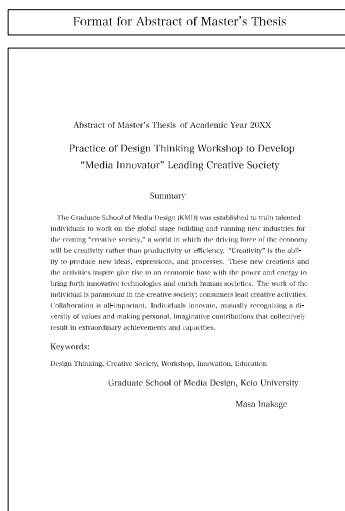 Format for Abstract of Master's Thesis
Abstract of Master's Thesis of Academic Year 20XX
Practice of Design Thinking Workshop to Develop
"Media Innovator" Leading Creative Society
Summary
The Graduate School of Media Design (KMD) was established to train talented
individuals to work on the global stage building and running new industries for
the coming "creative society," a world in which the driving force of the economy
will be creativity rather than productivity or efficiency. "Creativity" is the abil-
ity to produce new ideas, expressions, and processes. These new creations and
the activities inspire give rise to an economic base with the power and energy to
bring forth innovative technologies and enrich human societies. The work of the
individual is paramount in the creative society; consumers lead creative activities.
Collaboration is all-important. Individuals innovate, mutually recognizing a di-
versity of values and making personal, imaginative contributions that collectively
result in extraordinary achievements and capacities.
Keywords:
Design Thinking, Creative Society, Workshop, Innovation, Education
Graduate School of Media Design, Keio University
Masa Inakage